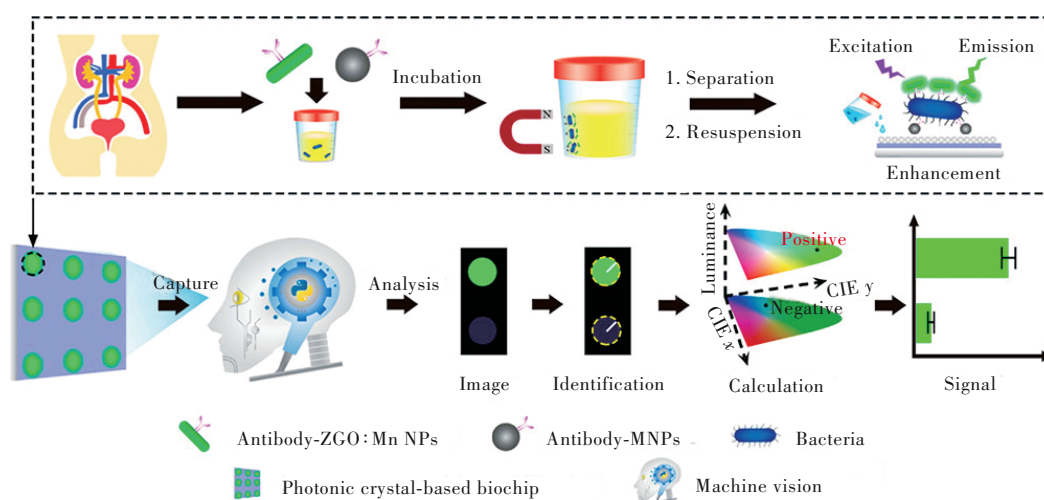 Excitation
Emission
Incubation
1. Separation
2. Resuspension
N
S
Enhancement
Capture
Analysis
Luminance
Positive
CIE y
Negative
CIE x
Image
Identification
Calculation
Signal
Antibody-ZGO：Mn NPs
Antibody-MNPs
Bacteria
Photonic crystal-based biochip
Machine vision